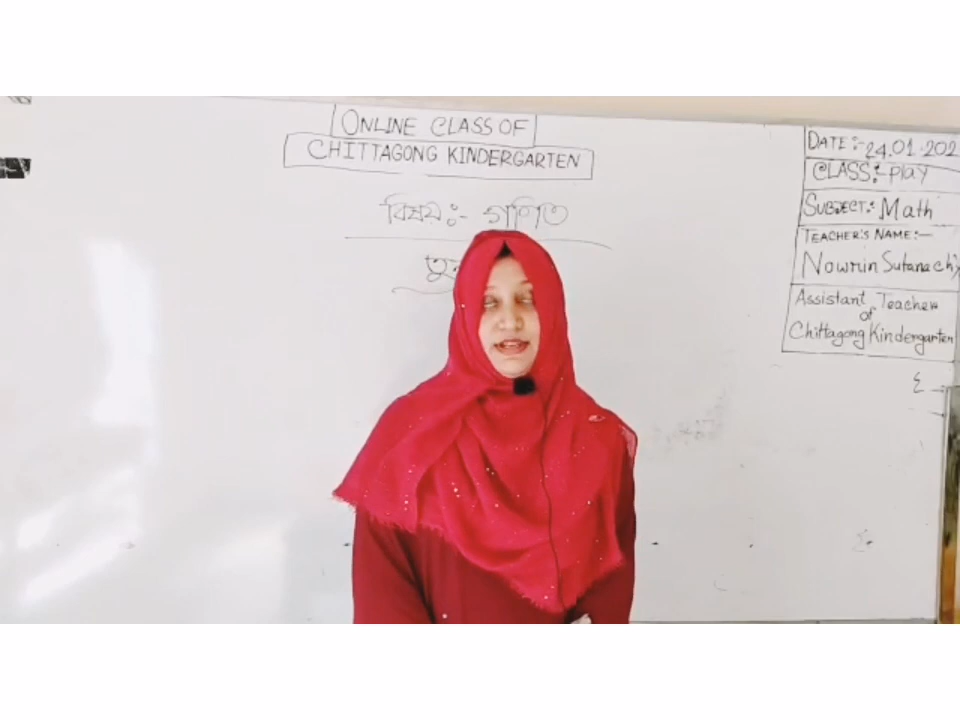 ONLINE CLASS OF
CHITTAGONG KINDERGARTEN
বিষয়ঃ- গণিত
DATE:- 24.01.202
CLASS:- Play
SUBJECT:- Math
TEACHER'S NAME:-
Nowrin
Assistant Teacher
of
Chittagong Kindergarten